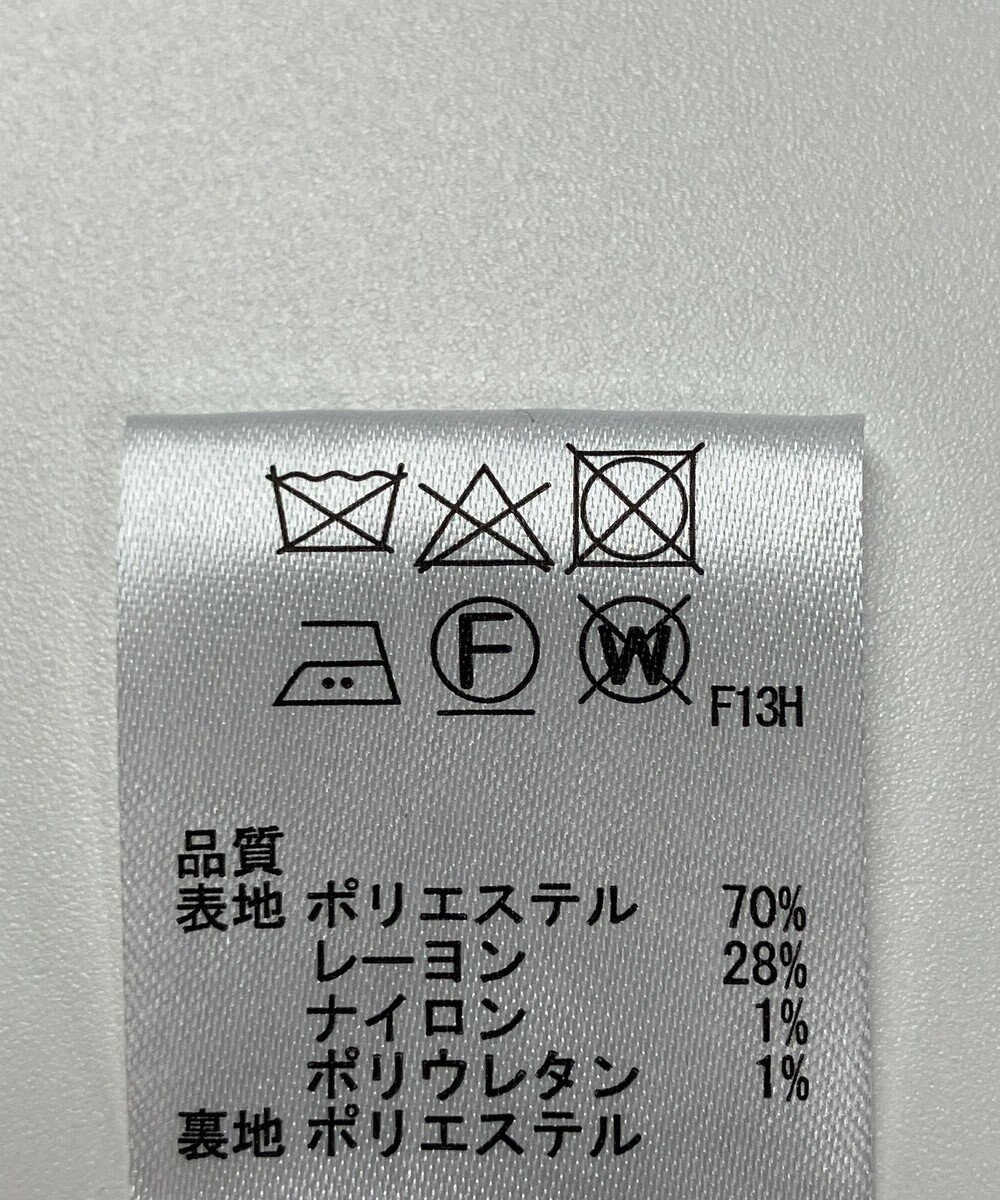 F W F13H
品質
表地 ポリエステル 70%
レーヨン 28%
ナイロン 1%
ポリウレタン 1%
裏地 ポリエステル